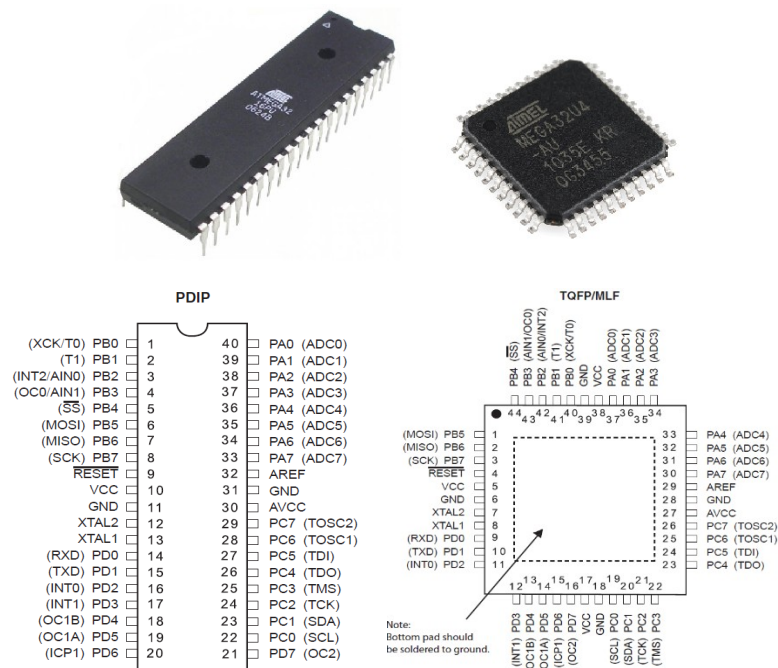 ATMEL
ATMEGA32
16PU
0624B
ATMEL
MEGA32U4
-AU
1035E KR
0G3455
PDIP
(XCK/T0) PB0 1 40 PA0 (ADC0)
(T1) PB1 2 39 PA1 (ADC1)
(INT2/AIN0) PB2 3 38 PA2 (ADC2)
(OC0/AIN1) PB3 4 37 PA3 (ADC3)
(SS) PB4 5 36 PA4 (ADC4)
(MOSI) PB5 6 35 PA5 (ADC5)
(MISO) PB6 7 34 PA6 (ADC6)
(SCK) PB7 8 33 PA7 (ADC7)
RESET 9 32 AREF
VCC 10 31 GND
GND 11 30 AVCC
XTAL2 12 29 PC7 (TOSC2)
XTAL1 13 28 PC6 (TOSC1)
(RXD) PD0 14 27 PC5 (TDI)
(TXD) PD1 15 26 PC4 (TDO)
(INT0) PD2 16 25 PC3 (TMS)
(INT1) PD3 17 24 PC2 (TCK)
(OC1B) PD4 18 23 PC1 (SDA)
(OC1A) PD5 19 22 PC0 (SCL)
(ICP1) PD6 20 21 PD7 (OC2)
TQFP/MLF
PB4 (SS)
PB3 (AIN1/OC0)
PB2 (AIN0/INT2)
PB1 (T1)
PB0 (XCK/T0)
GND
VCC
PA0 (ADC0)
PA1 (ADC1)
PA2 (ADC2)
PA3 (ADC3)
44 43 42 41 40 39 38 37 36 35 34
(MOSI) PB5 1 33 PA4 (ADC4)
(MISO) PB6 2 32 PA5 (ADC5)
(SCK) PB7 3 31 PA6 (ADC6)
RESET 4 30 PA7 (ADC7)
VCC 5 29 AREF
GND 6 28 GND
XTAL2 7 27 AVCC
XTAL1 8 26 PC7 (TOSC2)
(RXD) PD0 9 25 PC6 (TOSC1)
(TXD) PD1 10 24 PC5 (TDI)
(INT0) PD2 11 23 PC4 (TDO)
12 13 14 15 16 17 18 19 20 21 22
(INT1) PD3
(OC1B) PD4
(OC1A) PD5
(ICP1) PD6
(OC2) PD7
VCC
GND
(SCL) PC0
(SDA) PC1
(TCK) PC2
(TMS) PC3
Note:
Bottom pad should
be soldered to ground.